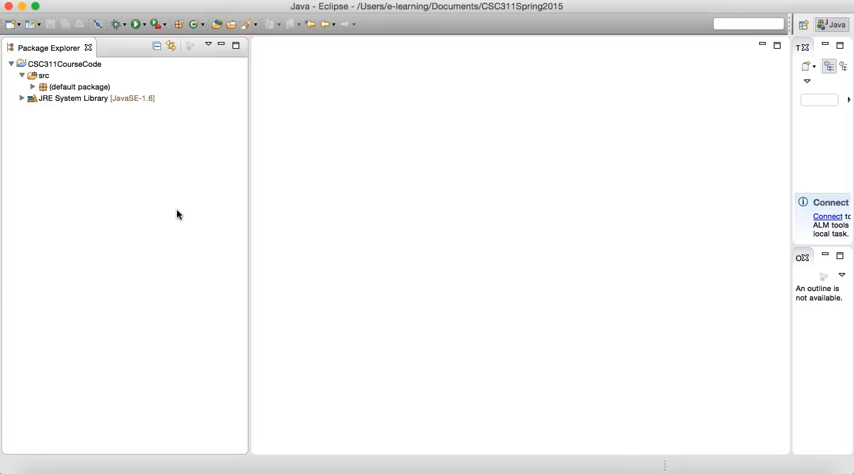 Java - Eclipse - /Users/e-learning/Documents/CSC311Spring2015
Java
Package Explorer
CSC311CourseCode
src
(default package)
JRE System Library [JavaSE-1.6]
T
Connect
Connect to
ALM tools
local task.
O
An outline is
not available.